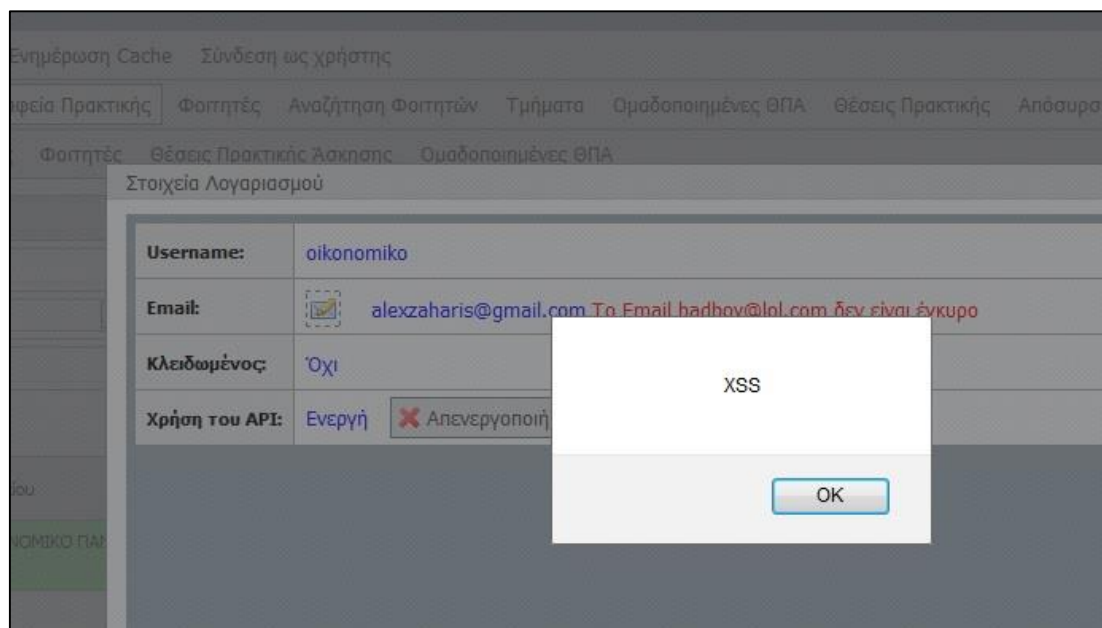 Ενημέρωση Cache Σύνδεση ως χρήστης
Πρακτικής Φοιτητές Αναζήτηση Φοιτητών Τμήματα Ομαδοποιημένες ΘΠΑ Θέσεις Πρακτικής
Φοιτητές Θέσεις Πρακτικής Άσκησης Ομαδοποιημένες ΘΠΑ
Στοιχεία Λογαριασμού
Username: oikonomiko
Email: alexzaharis@gmail.com Το Email badboy@lol.com δεν είναι έγκυρο
Κλειδωμένος: Όχι
XSS
Χρήση του API: Ενεργή Απενεργοποιή
OK